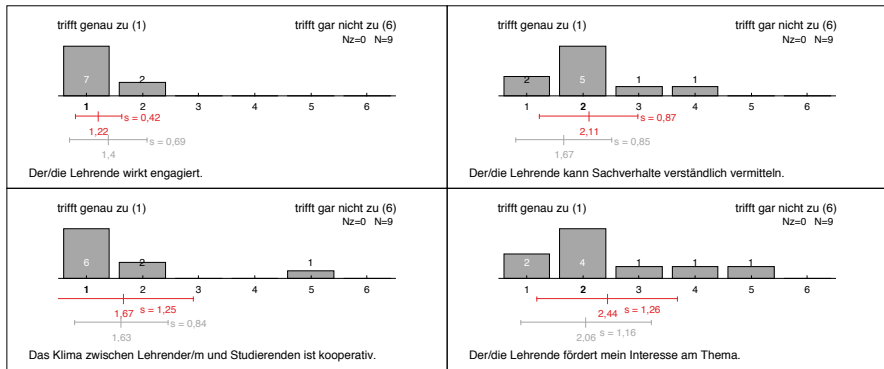 trifft genau zu (1) trifft gar nicht zu (6)
Nz=0 N=9
7 2
1 2 3 4 5 6
s = 0,42
1,22
s = 0,69
1,4
Der/die Lehrende wirkt engagiert.
trifft genau zu (1) trifft gar nicht zu (6)
Nz=0 N=9
2 5 1 1
1 2 3 4 5 6
s = 0,87
2,11
s = 0,85
1,67
Der/die Lehrende kann Sachverhalte verständlich vermitteln.
trifft genau zu (1) trifft gar nicht zu (6)
Nz=0 N=9
6 2 1
1 2 3 4 5 6
1,67 s = 1,25
s = 0,84
1,63
Das Klima zwischen Lehrender/m und Studierenden ist kooperativ.
trifft genau zu (1) trifft gar nicht zu (6)
Nz=0 N=9
2 4 1 1 1
1 2 3 4 5 6
2,44 s = 1,26
2,06 s = 1,16
Der/die Lehrende fördert mein Interesse am Thema.